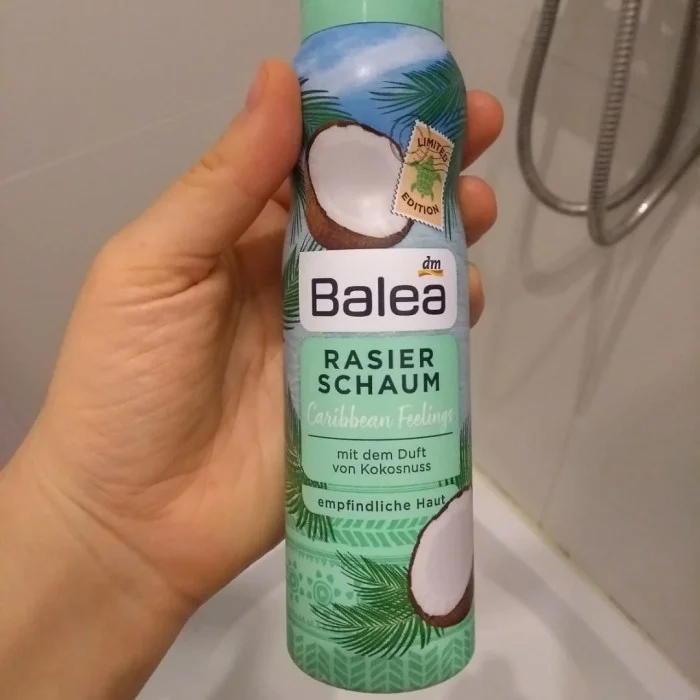 LIMITED
EDITION
dm
Balea
RASIER
SCHAUM
Caribbean Feelings
mit dem Duft
von Kokosnuss
empfindliche Haut